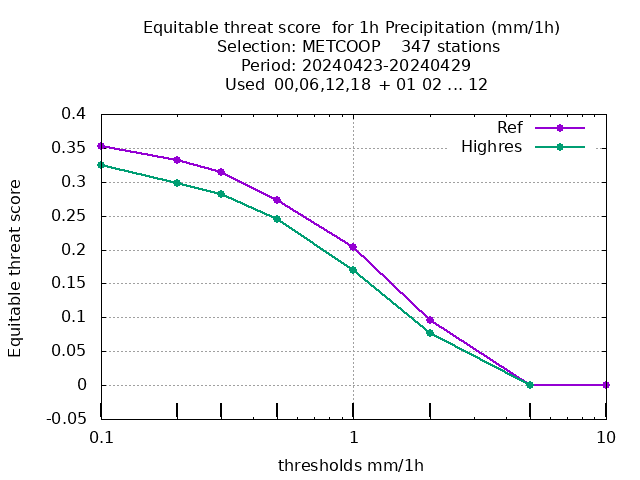 Equitable threat score  for 1h Precipitation (mm/1h)
Selection: METCOOP    347 stations
Period: 20240423-20240429
Used  00,06,12,18 + 01 02 ... 12
Ref
Highres
0.4
0.35
0.3
0.25
0.2
0.15
0.1
0.05
0
-0.05
Equitable threat score
0.1
1
10
thresholds mm/1h